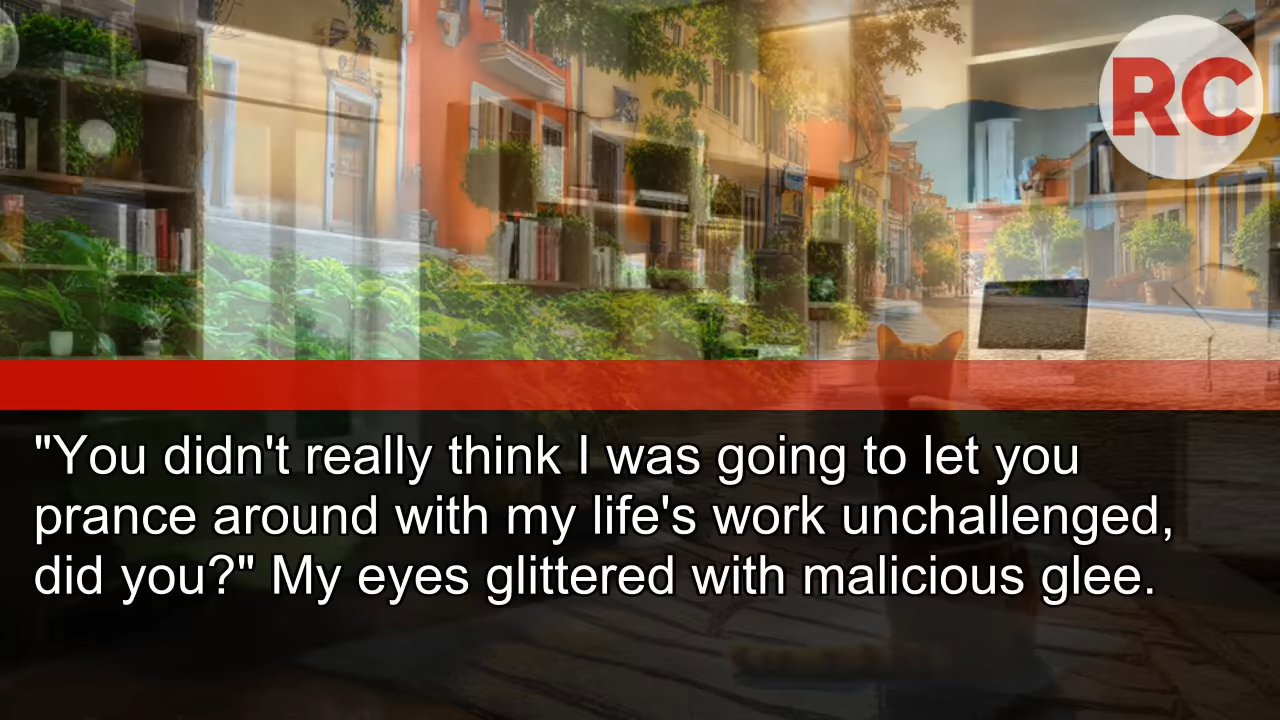 RC
"You didn't really think I was going to let you
prance around with my life's work unchallenged,
did you?" My eyes glittered with malicious glee.